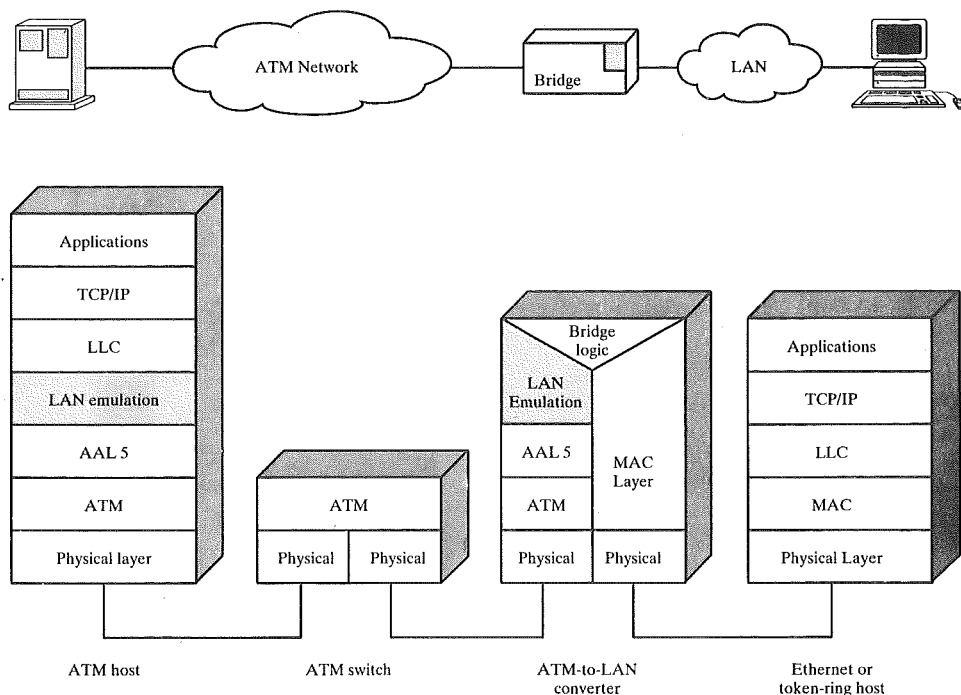 ATM Network
Bridge
LAN
Applications
TCP/IP
LLC
LAN emulation
AAL 5
ATM
Physical layer
ATM host
ATM
Physical
Physical
ATM switch
Bridge
logic
LAN
Emulation
AAL 5
ATM
MAC
Layer
Physical
Physical
ATM-to-LAN
converter
Applications
TCP/IP
LLC
MAC
Physical Layer
Ethernet or
token-ring host